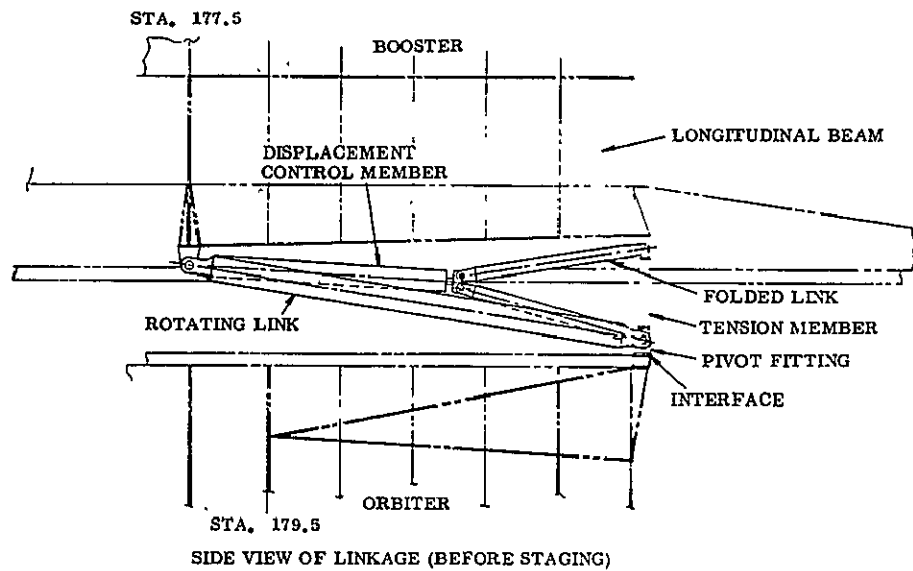 STA. 177.5
BOOSTER
LONGITUDINAL BEAM
DISPLACEMENT
CONTROL MEMBER
FOLDED LINK
ROTATING LINK
TENSION MEMBER
PIVOT FITTING
INTERFACE
ORBITER
STA. 179.5
SIDE VIEW OF LINKAGE (BEFORE STAGING)